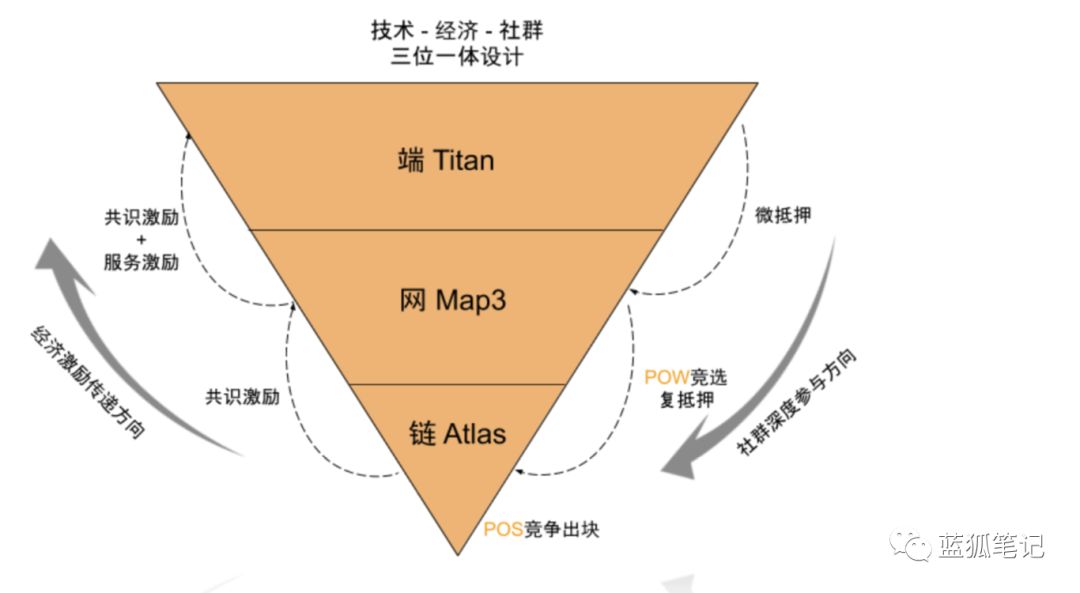 技术 - 经济 - 社群
三位一体设计
端 Titan
共识激励
+
服务激励
微抵押
网 Map3
经济激励传递方向
共识激励
POW竞选
复抵押
社群深度参与方向
链 Atlas
POS竞争出块
蓝狐笔记